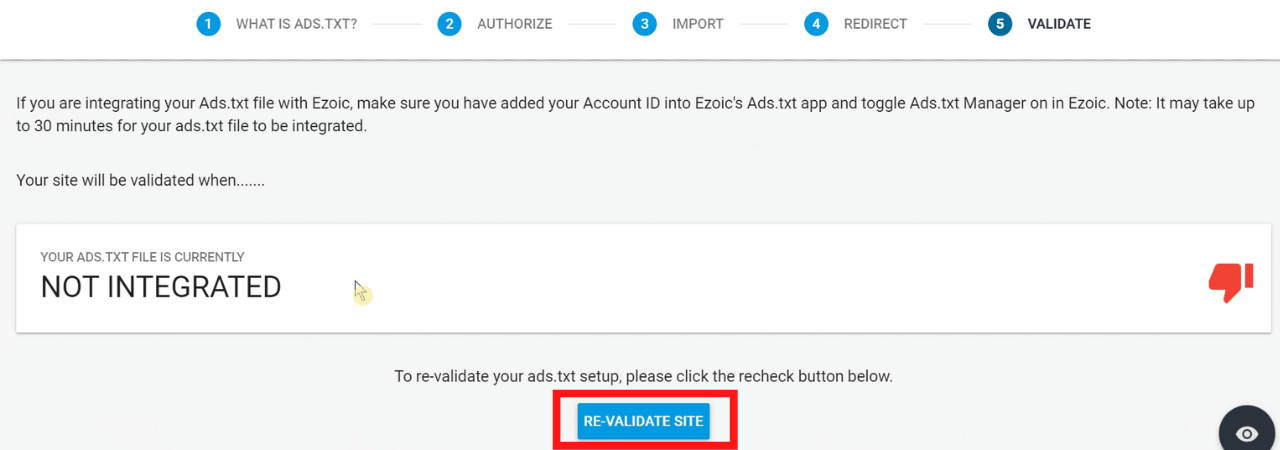 1 WHAT IS ADS.TXT? 2 AUTHORIZE 3 IMPORT 4 REDIRECT 5 VALIDATE
If you are integrating your Ads.txt file with Ezoic, make sure you have added your Account ID into Ezoic's Ads.txt app and toggle Ads.txt Manager on in Ezoic. Note: It may take up
to 30 minutes for your ads.txt file to be integrated.
Your site will be validated when.......
YOUR ADS.TXT FILE IS CURRENTLY
NOT INTEGRATED
To re-validate your ads.txt setup, please click the recheck button below.
RE-VALIDATE SITE